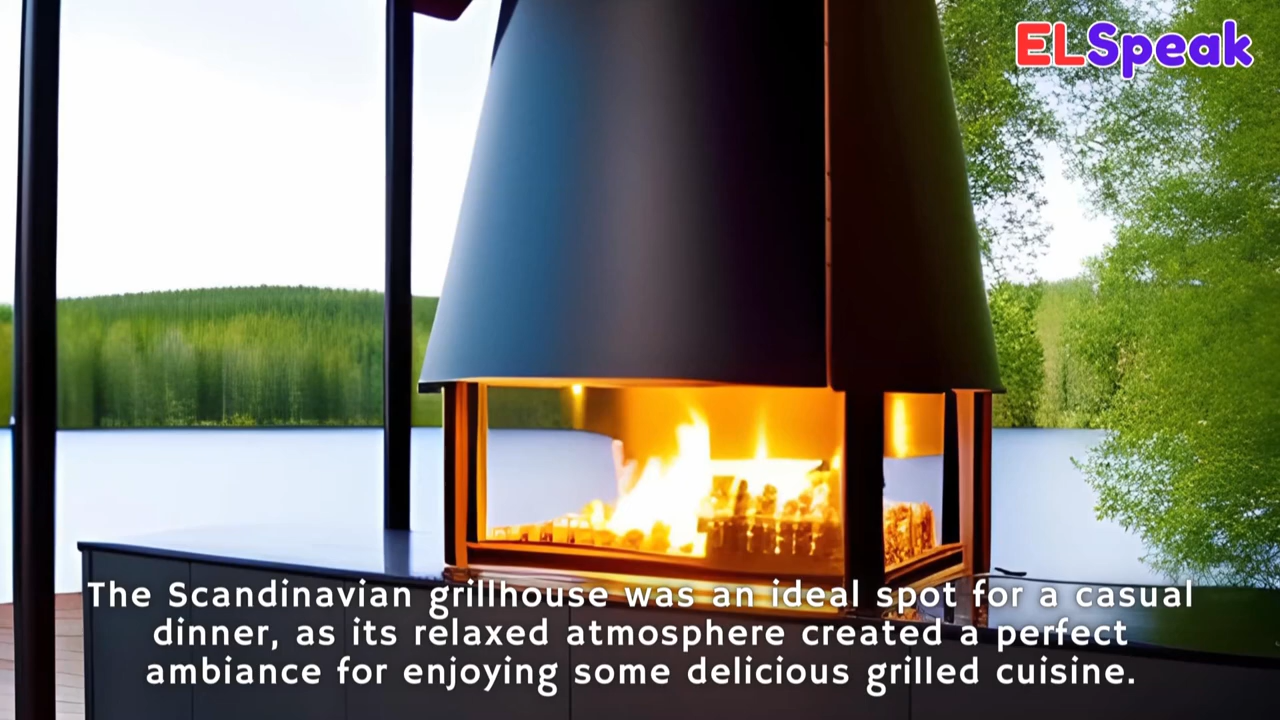 ELSpeak
The Scandinavian grillhouse was an ideal spot for a casual
dinner, as its relaxed atmosphere created a perfect
ambiance for enjoying some delicious grilled cuisine.